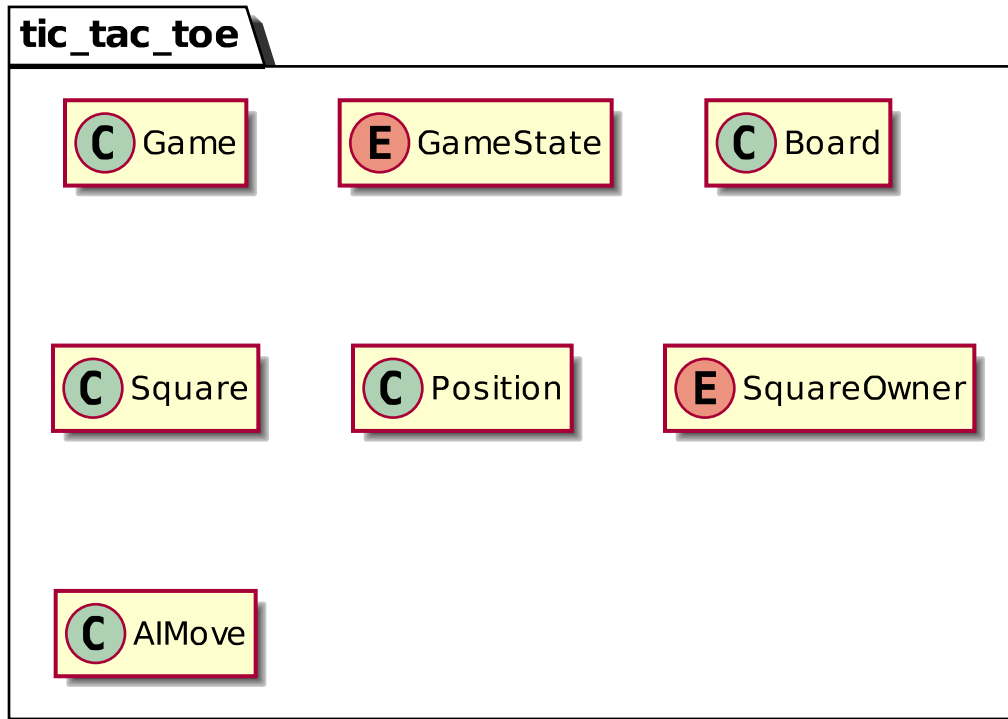 tic_tac_toe
C Game
E GameState
C Board
C Square
C Position
E SquareOwner
C AIMove